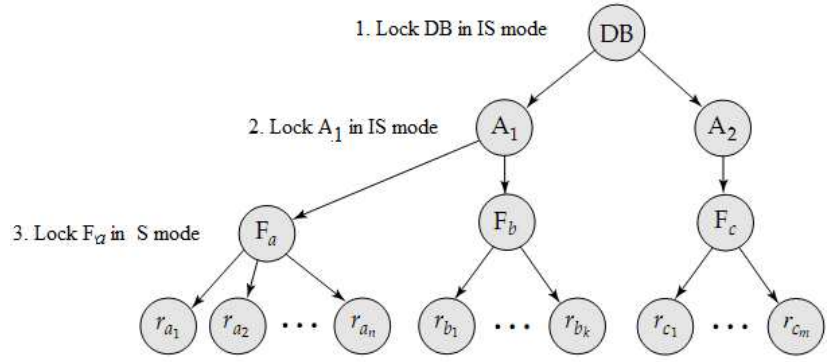 1. Lock DB in IS mode
DB
2. Lock A1 in IS mode
A1
A2
3. Lock Fa in S mode
Fa
Fb
Fc
ra1 ra2 ... ran rb1 ... rbk rc1 ... rcm